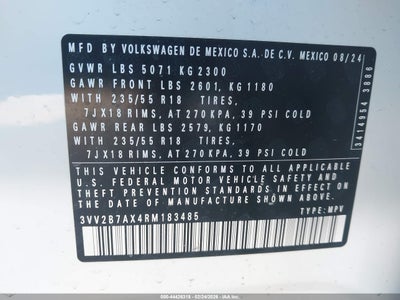 MFD BY VOLKSWAGEN DE MEXICO S.A. DE C.V. MEXICO 08/24
GVWR LBS 5071 KG 2300
GAWR FRONT LBS 2601, KG 1180
WITH 235/55 R18 TIRES,
7JX18 RIMS, AT 270 KPA, 39 PSI COLD
GAWR REAR LBS 2579, KG 1170
WITH 235/55 R18 TIRES,
7JX18 RIMS, AT 270 KPA, 39 PSI COLD
THIS VEHICLE CONFORMS TO ALL APPLICABLE
U.S. FEDERAL MOTOR VEHICLE SAFETY AND
THEFT PREVENTION STANDARDS IN EFFECT ON
THE DATE OF MANUFACTURE SHOWN ABOVE.
3VV2B7AX4RM183485
TYPE: MPV
3414954 3886